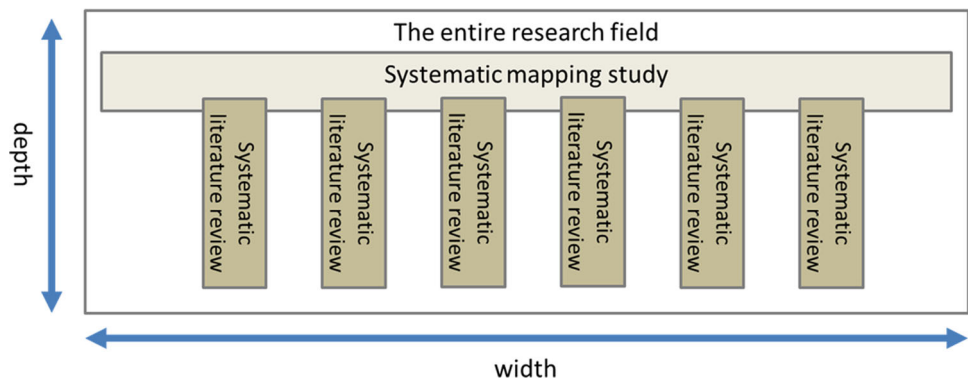 The entire research field
Systematic mapping study
Systematic
literature review
Systematic
literature review
Systematic
literature review
Systematic
literature review
Systematic
literature review
Systematic
literature review
depth
width